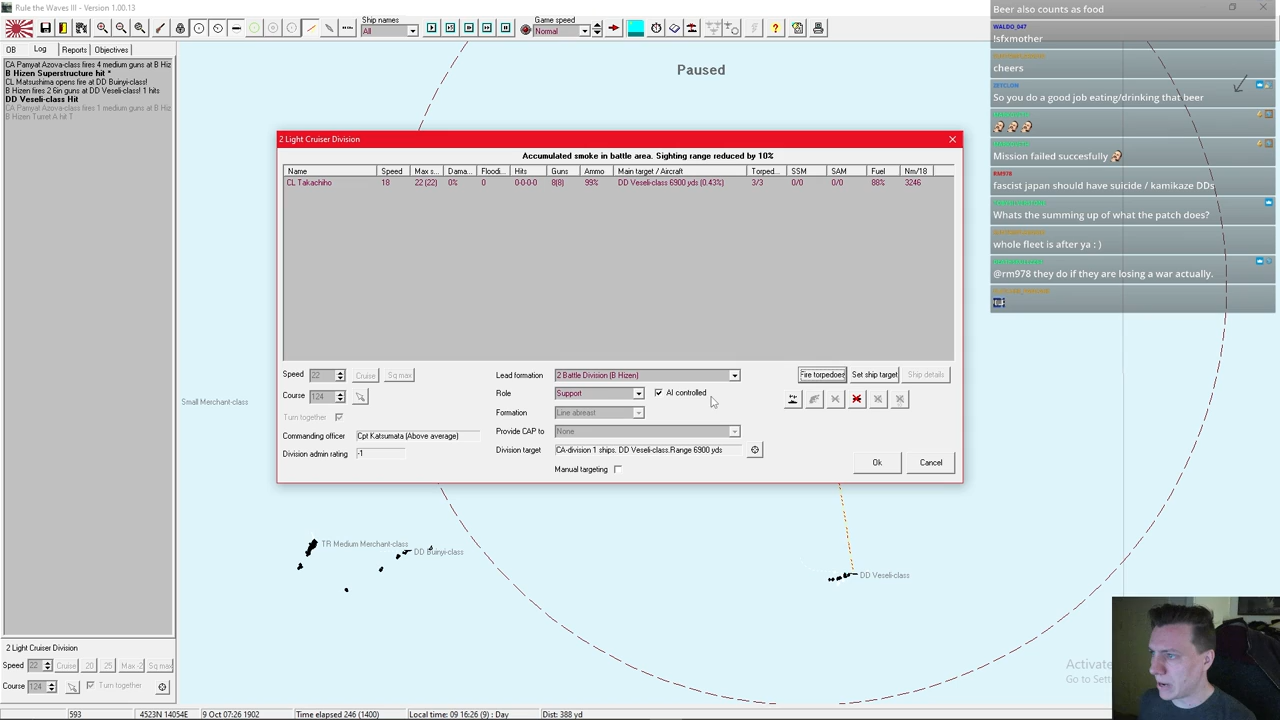 Rule the Waves III - Version 1.00.13
Ship names
All
Game speed
Normal
OB
Log
Reports
Objectives
CA Pamyat Azova-class fires 4 medium guns at B Hiz
B Hizen Superstructure hit *
CL Matsushima opens fire at DD Buinyi-class!
B Hizen fires 2 6in guns at DD Veseli-class! 1 hits
DD Veseli-class Hit
CA Pamyat Azova-class fires 1 medium guns at B Hiz
B Hizen Turret A hit T
Paused
2 Light Cruiser Division
Accumulated smoke in battle area. Sighting range reduced by 10%
Name Speed Max s... Dama... Floodi... Hits Guns Ammo Main target / Aircraft Torped... SSM SAM Fuel Nm/18
CL Takachiho 18 22 (22) 0% 0 0-0-0-0 8(8) 99% DD Veseli-class 6900 yds (0.43%) 3/3 0/0 0/0 88% 3246
Speed 22 Cruise Sq max
Course 124
Turn together
Commanding officer Cpt Katsumata (Above average)
Division admin rating -1
Lead formation 2 Battle Division (B Hizen)
Role Support AI controlled
Formation Line abreast
Provide CAP to None
Division target CA-division 1 ships. DD Veseli-class.Range 6900 yds
Manual targeting
Fire torpedoes Set ship target Ship details
Ok Cancel
Small Merchant-class
TR Medium Merchant-class
DD Buinyi-class
DD Veseli-class
2 Light Cruiser Division
Speed 22 Cruise 20 25 Max -2 Sq max
Course 124 Turn together
593
4523N 14054E
9 Oct 07:26 1902
Time elapsed 246 (1400)
Local time: 09 16:26 (9) : Day
Dist: 388 yd
Beer also counts as food
WALDO_047
!sfxmother
cheers
So you do a good job eating/drinking that beer
Mission failed succesfully
RM978
fascist japan should have suicide / kamikaze DDs
Whats the summing up of what the patch does?
whole fleet is after ya : )
@rm978 they do if they are losing a war actually.
Activate
Go to Sett